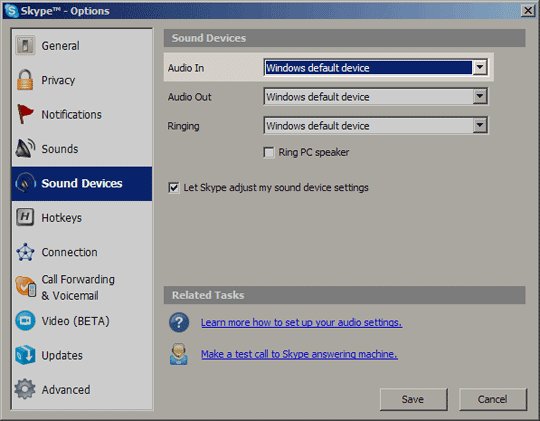 Skype™ - Options
General
Privacy
Notifications
Sounds
Sound Devices
Hotkeys
Connection
Call Forwarding
& Voicemail
Video (BETA)
Updates
Advanced
Sound Devices
Audio In Windows default device
Audio Out Windows default device
Ringing Windows default device
Ring PC speaker
Let Skype adjust my sound device settings
Related Tasks
Learn more how to set up your audio settings.
Make a test call to Skype answering machine.
Save Cancel